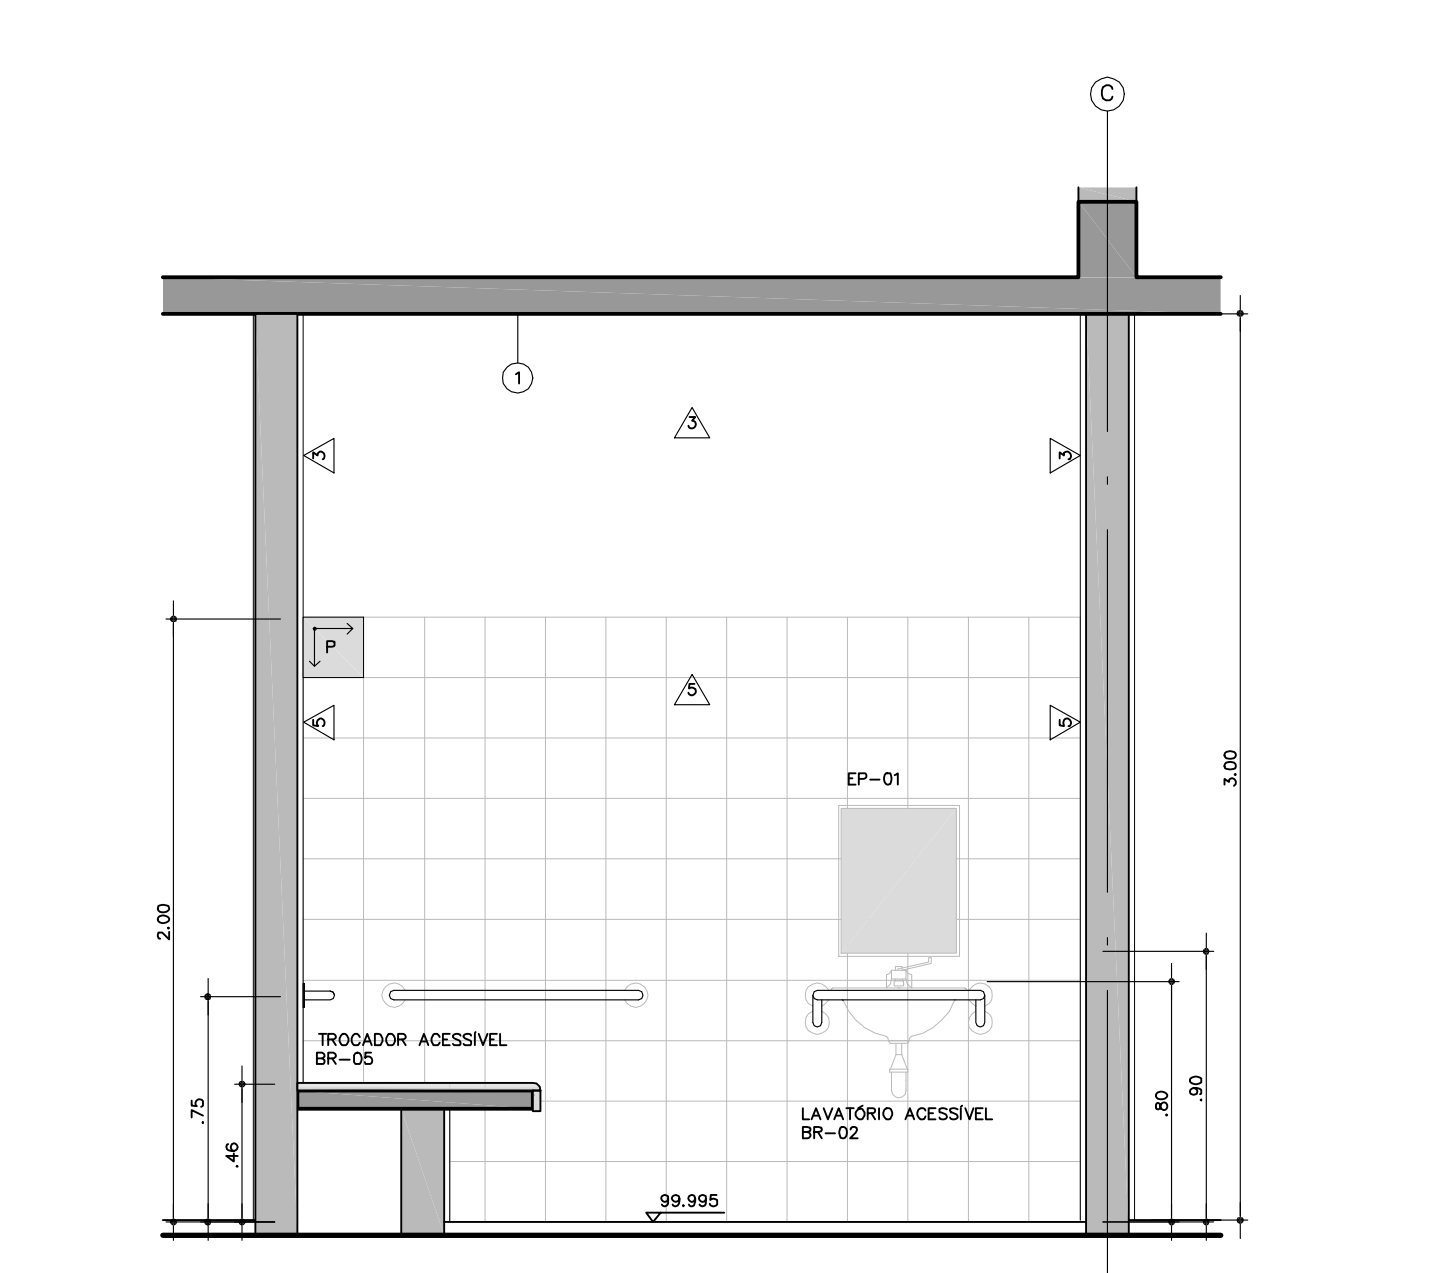 C
1
3
3
3
P
5
5
5
3.00
EP-01
2.00
TROCADOR ACESSÍVEL
BR-05
.75
.46
.80
.90
LAVATÓRIO ACESSÍVEL
BR-02
99.995